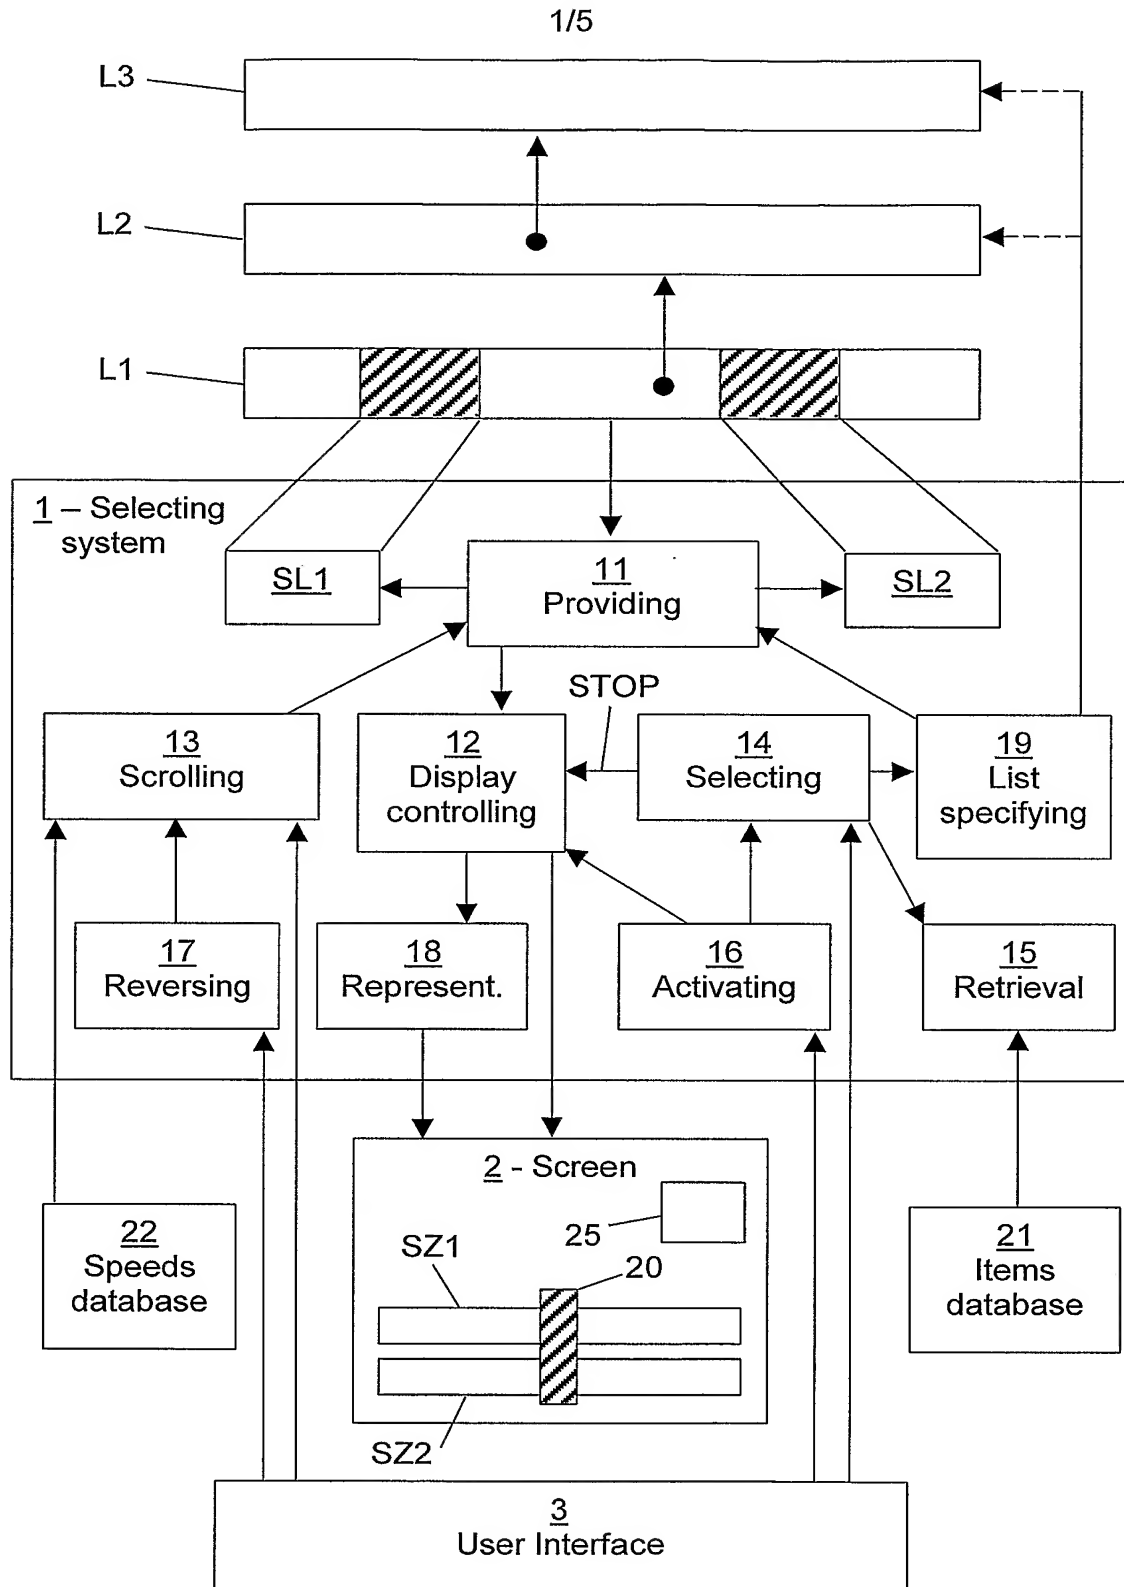 1/5
L3
L2
L1
1 – Selecting
system
SL1
11
Providing
SL2
STOP
13
Scrolling
12
Display
controlling
14
Selecting
19
List
specifying
17
Reversing
18
Represent.
16
Activating
15
Retrieval
2 - Screen
25
SZ1
20
22
Speeds
database
21
Items
database
SZ2
3
User Interface